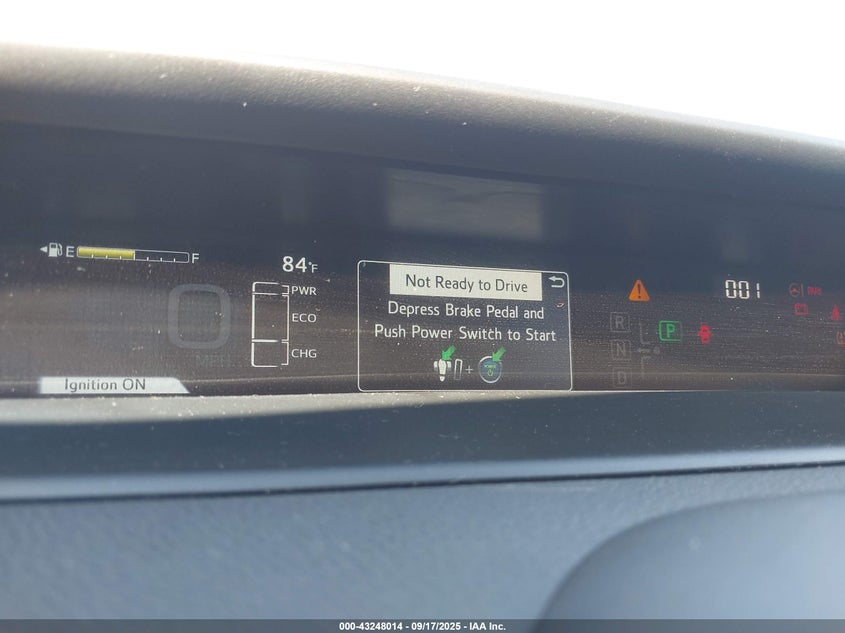 E F
84°F
PWR
ECO
CHG
Ignition ON
Not Ready to Drive
Depress Brake Pedal and
Push Power Switch to Start
+
001
R
N
D
P
000-43248014 - 09/17/2025 - IAA Inc.